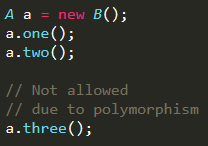 A a = new B();
a.one();
a.two();
// Not allowed
// due to polymorphism
a.three();